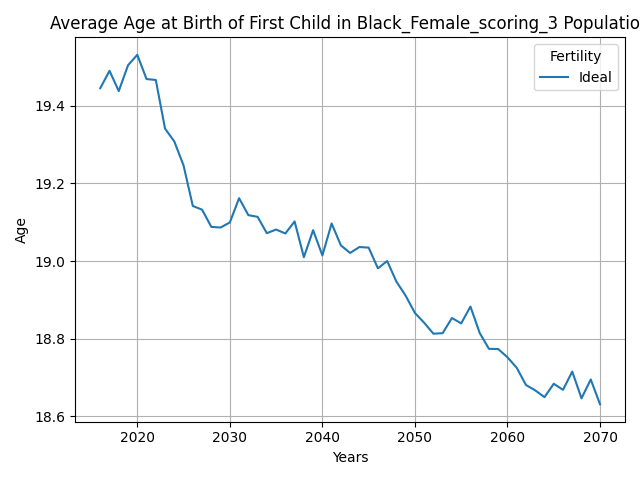 Average Age at Birth of First Child in Black_Female_scoring_3 Populatio
Fertility
Ideal
Age
19.4
19.2
19.0
18.8
18.6
2020 2030 2040 2050 2060 2070
Years